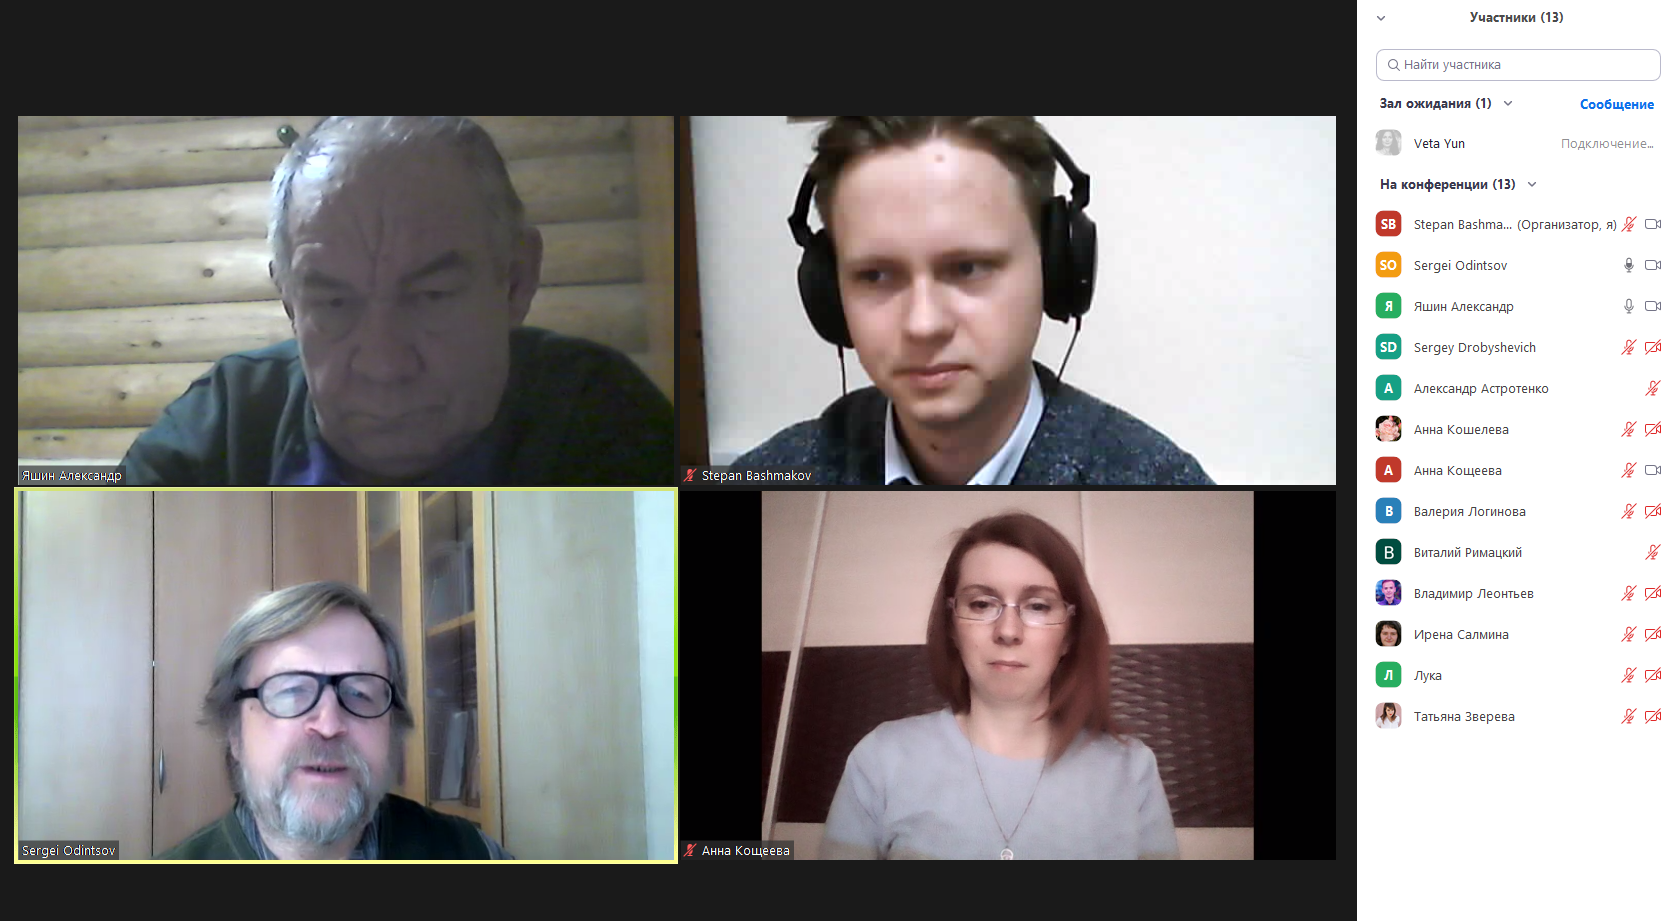 Яшин Александр
Stepan Bashmakov
Sergei Odintsov
Анна Кощеева
Участники (13)
Найти участника
Зал ожидания (1)
Сообщение
Veta Yun
Подключение...
На конференции (13)
SB Stepan Bashma... (Организатор, я)
SO Sergei Odintsov
Я Яшин Александр
SD Sergey Drobyshevich
А Александр Астротенко
Анна Кошелева
А Анна Кощеева
В Валерия Логинова
В Виталий Римацкий
Владимир Леонтьев
Ирена Салмина
Л Лука
Татьяна Зверева